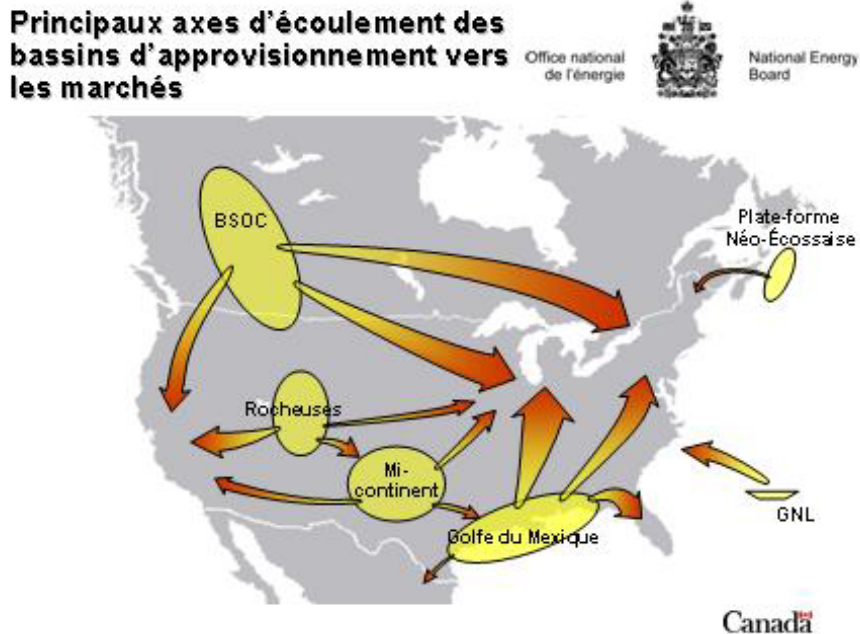 Principaux axes d'écoulement des
bassins d'approvisionnement vers
les marchés
Office national
de l'énergie
National Energy
Board
BSOC
Plate-forme
Néo-Écossaise
Rocheuses
Mi-
continent
Golfe du Mexique
GNL
Canada